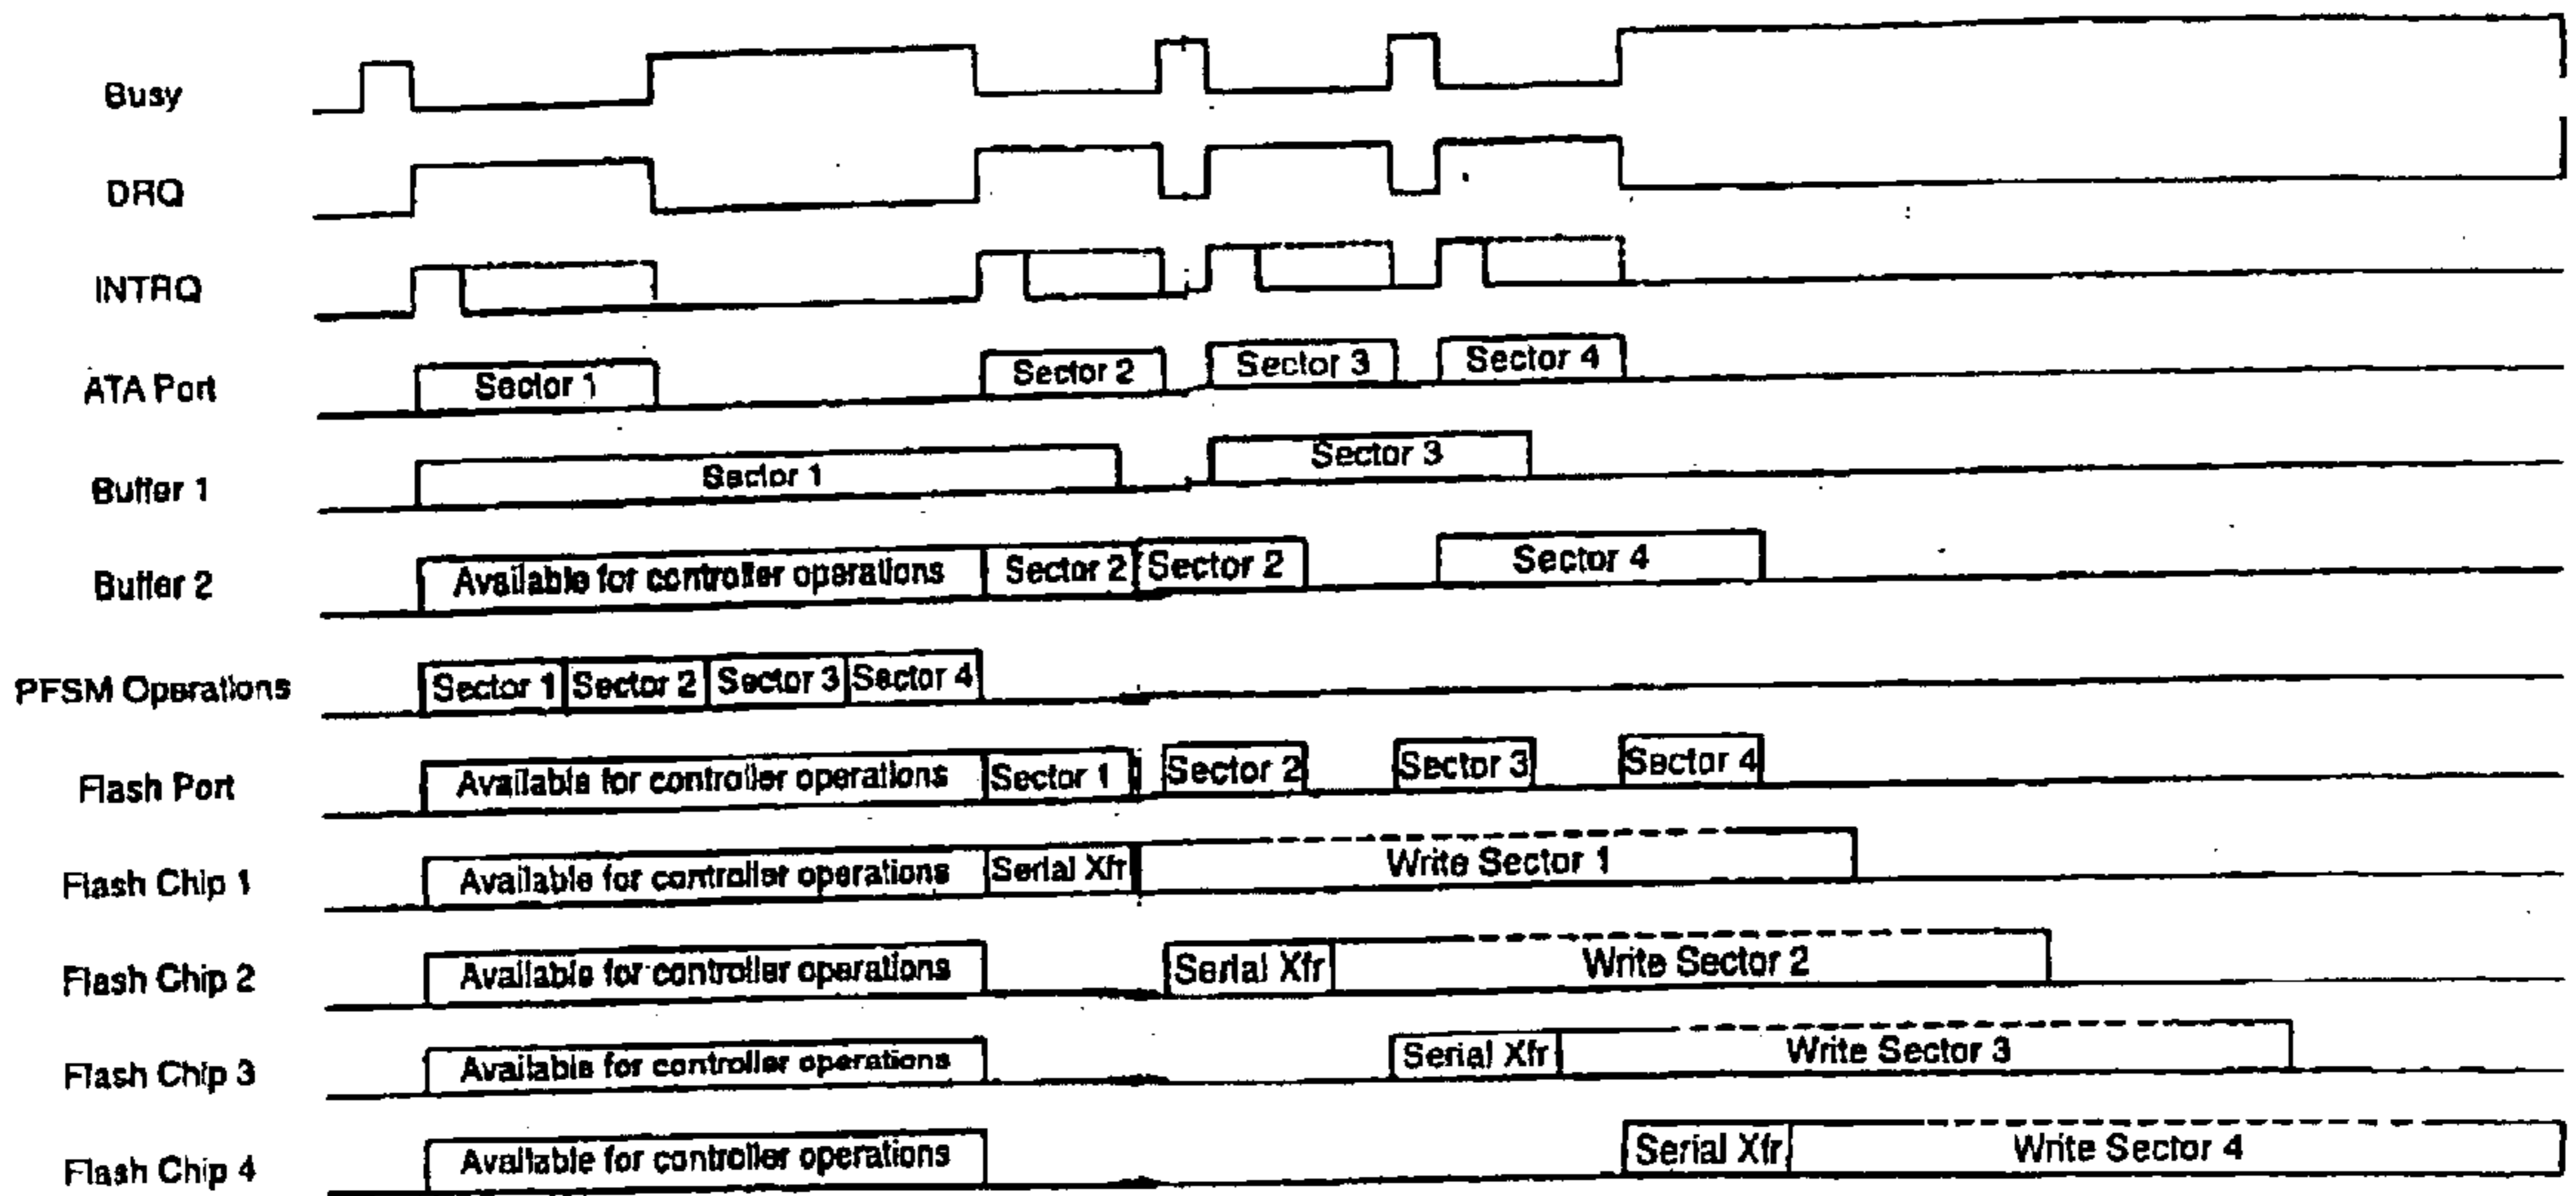 Busy
DRQ
INTRQ
ATA Port Sector 1 Sector 2 Sector 3 Sector 4
Buffer 1 Sector 1 Sector 3
Buffer 2 Available for controller operations Sector 2 Sector 2 Sector 4
PFSM Operations Sector 1 Sector 2 Sector 3 Sector 4
Flash Port Available for controller operations Sector 1 Sector 2 Sector 3 Sector 4
Flash Chip 1 Available for controller operations Serial Xfr Write Sector 1
Flash Chip 2 Available for controller operations Serial Xfr Write Sector 2
Flash Chip 3 Available for controller operations Serial Xfr Write Sector 3
Flash Chip 4 Available for controller operations Serial Xfr Write Sector 4